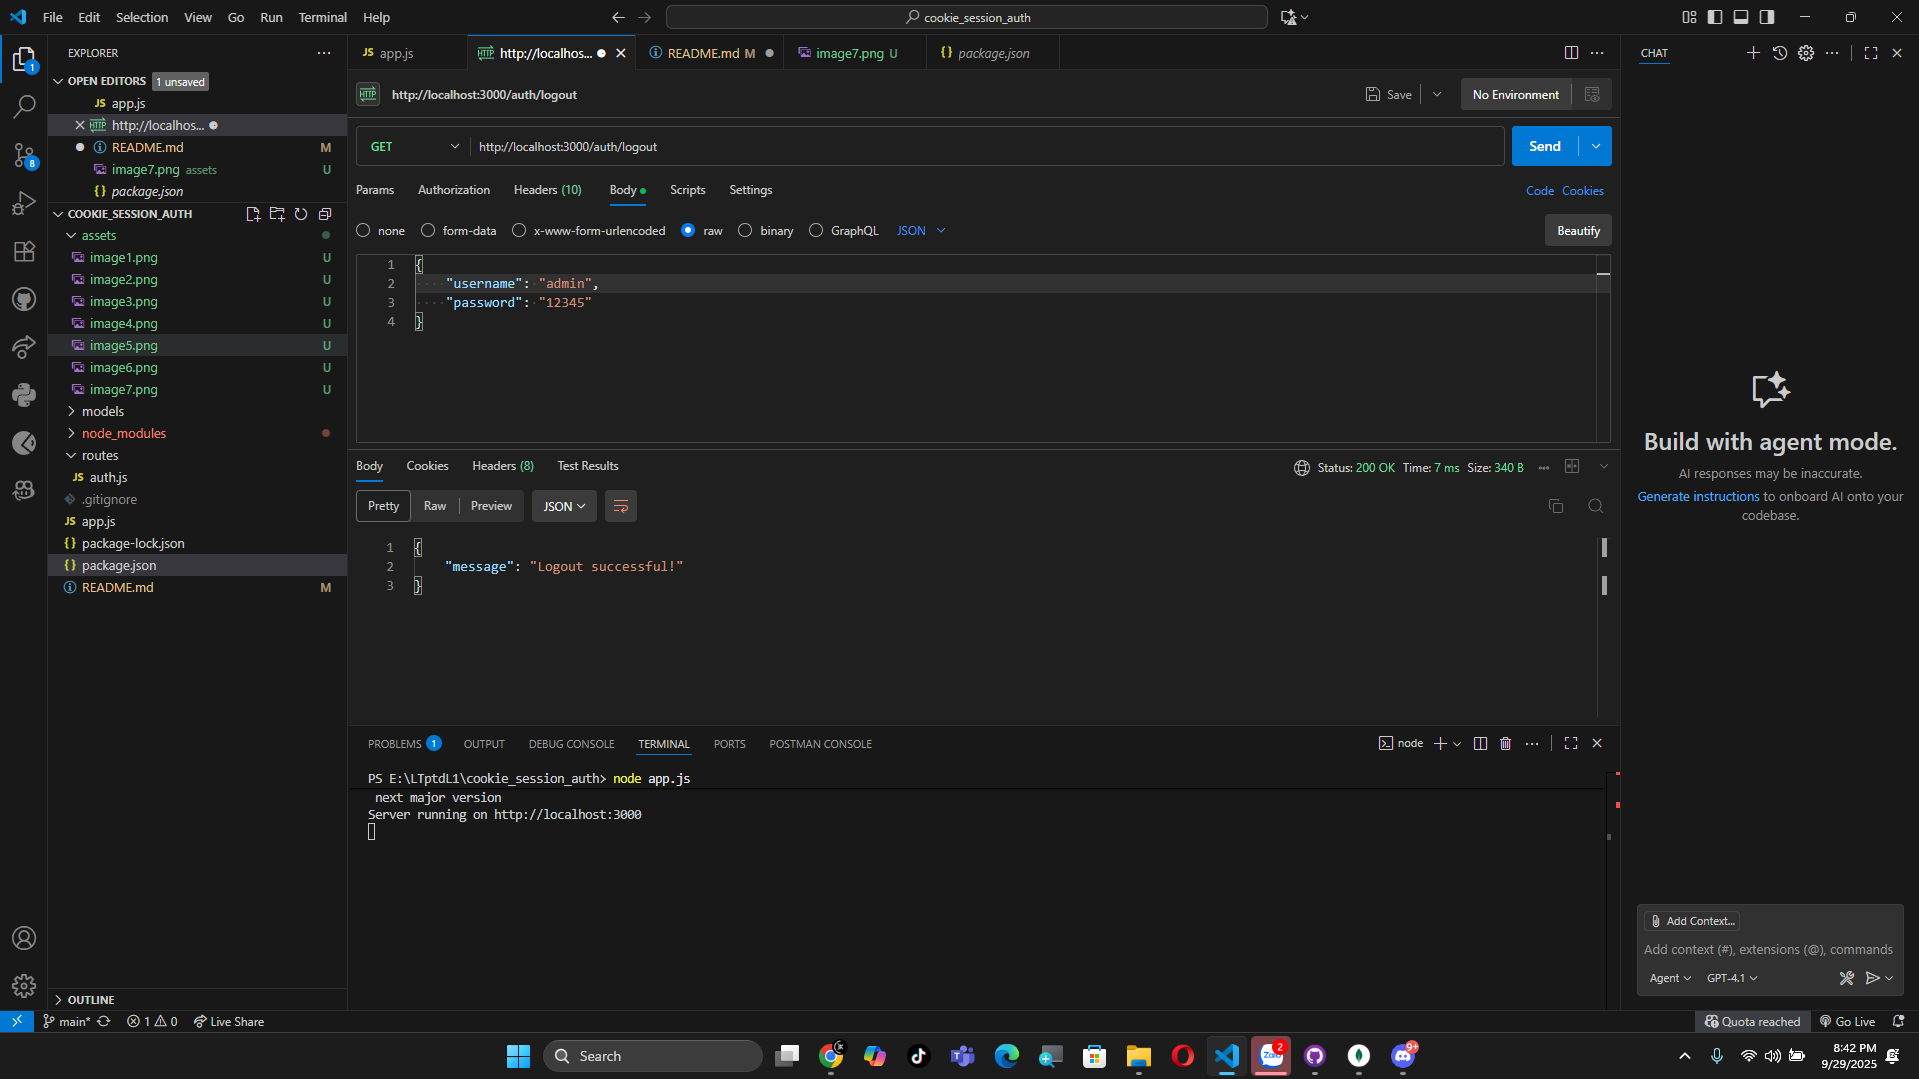 File Edit Selection View Go Run Terminal Help
cookie_session_auth
EXPLORER
OPEN EDITORS 1 unsaved
JS app.js
http://localhos...
README.md M
image7.png assets U
{} package.json
COOKIE_SESSION_AUTH
assets
image1.png U
image2.png U
image3.png U
image4.png U
image5.png U
image6.png U
image7.png U
models
node_modules
routes
JS auth.js
.gitignore
JS app.js
{} package-lock.json
{} package.json
README.md M
OUTLINE
1
8
JS app.js
HTTP http://localhos...
README.md M
image7.png U
{} package.json
HTTP http://localhost:3000/auth/logout
Save
No Environment
GET http://localhost:3000/auth/logout
Send
Params Authorization Headers (10) Body Scripts Settings
Code Cookies
none form-data x-www-form-urlencoded raw binary GraphQL JSON
Beautify
1 {
2 "username": "admin",
3 "password": "12345"
4 }
Body Cookies Headers (8) Test Results
Status: 200 OK Time: 7 ms Size: 340 B
Pretty Raw Preview JSON
1 {
2 "message": "Logout successful!"
3 }
PROBLEMS 1 OUTPUT DEBUG CONSOLE TERMINAL PORTS POSTMAN CONSOLE
node
PS E:\LTptdL1\cookie_session_auth> node app.js
next major version
Server running on http://localhost:3000
CHAT
Build with agent mode.
AI responses may be inaccurate.
Generate instructions to onboard AI onto your
codebase.
Add Context...
Add context (#), extensions (@), commands
Agent GPT-4.1
main* 1 0 Live Share
Quota reached Go Live
Search
Zalo 2
9+
8:42 PM
9/29/2025